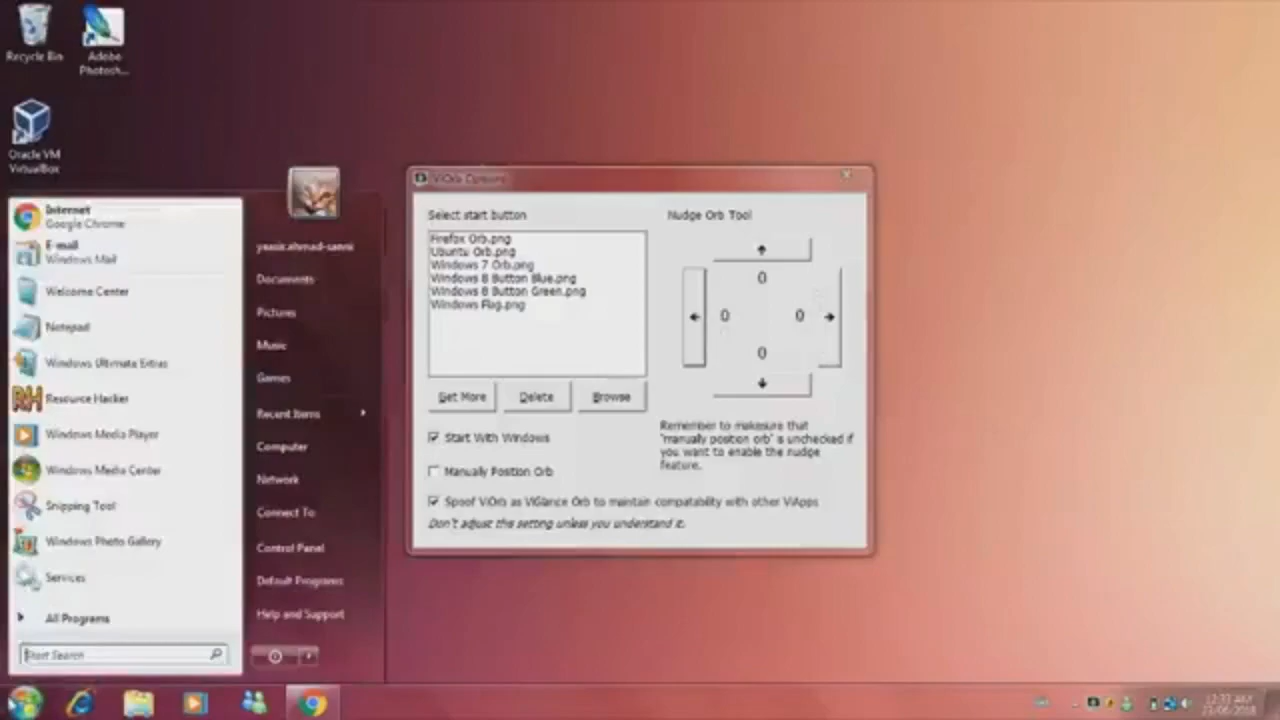 Recycle Bin
Adobe
Photosh...
Oracle VM
VirtualBox
Internet
Google Chrome
E-mail
Windows Mail
Welcome Center
Notepad
Windows Ultimate Extras
Resource Hacker
Windows Media Player
Windows Media Center
Snipping Tool
Windows Photo Gallery
Services
All Programs
Start Search
Documents
Pictures
Music
Games
Recent Items
Computer
Network
Connect To
Control Panel
Default Programs
Help and Support
ViOrb Options
Select start button
Firefox Orb.png
Ubuntu Orb.png
Windows 7 Orb.png
Windows 8 Button Blue.png
Windows 8 Button Green.png
Windows Flag.png
Get More
Delete
Browse
Start With Windows
Manually Postion Orb
Spoof ViOrb as ViGlance Orb to maintain compatability with other ViApps
Don't adjust this setting unless you understand it.
Nudge Orb Tool
0
0 0
0
Remember to makesure that
"manually postion orb" is unchecked if
you want to enable the nudge
feature.